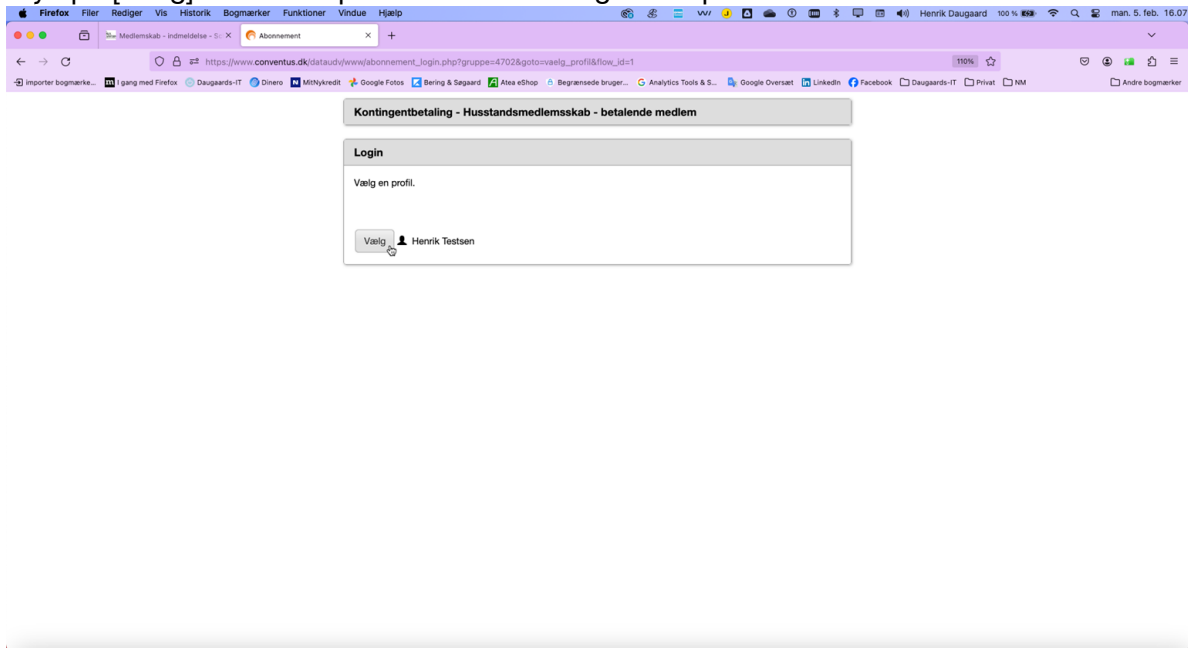 Firefox Filer Rediger Vis Historik Bogmærker Funktioner Vindue Hjælp Henrik Daugaard 100 % man. 5. feb. 16.07
Medlemskab - indmeldelse - S Abonnement
https://www.conventus.dk/dataudv/www/abonnement_login.php?gruppe=4702&goto=vaelg_profil&flow_id=1 110%
Importer bogmærke... I gang med Firefox Daugaards-IT Dinero MitNykredit Google Fotos Bering & Søgaard Atea eShop Begrænsede bruger... Analytics Tools & S... Google Oversæt LinkedIn Facebook Daugaards-IT Privat NM Andre bogmærker
Kontingentbetaling - Husstandsmedlemsskab - betalende medlem
Login
Vælg en profil.
Vælg Henrik Testsen